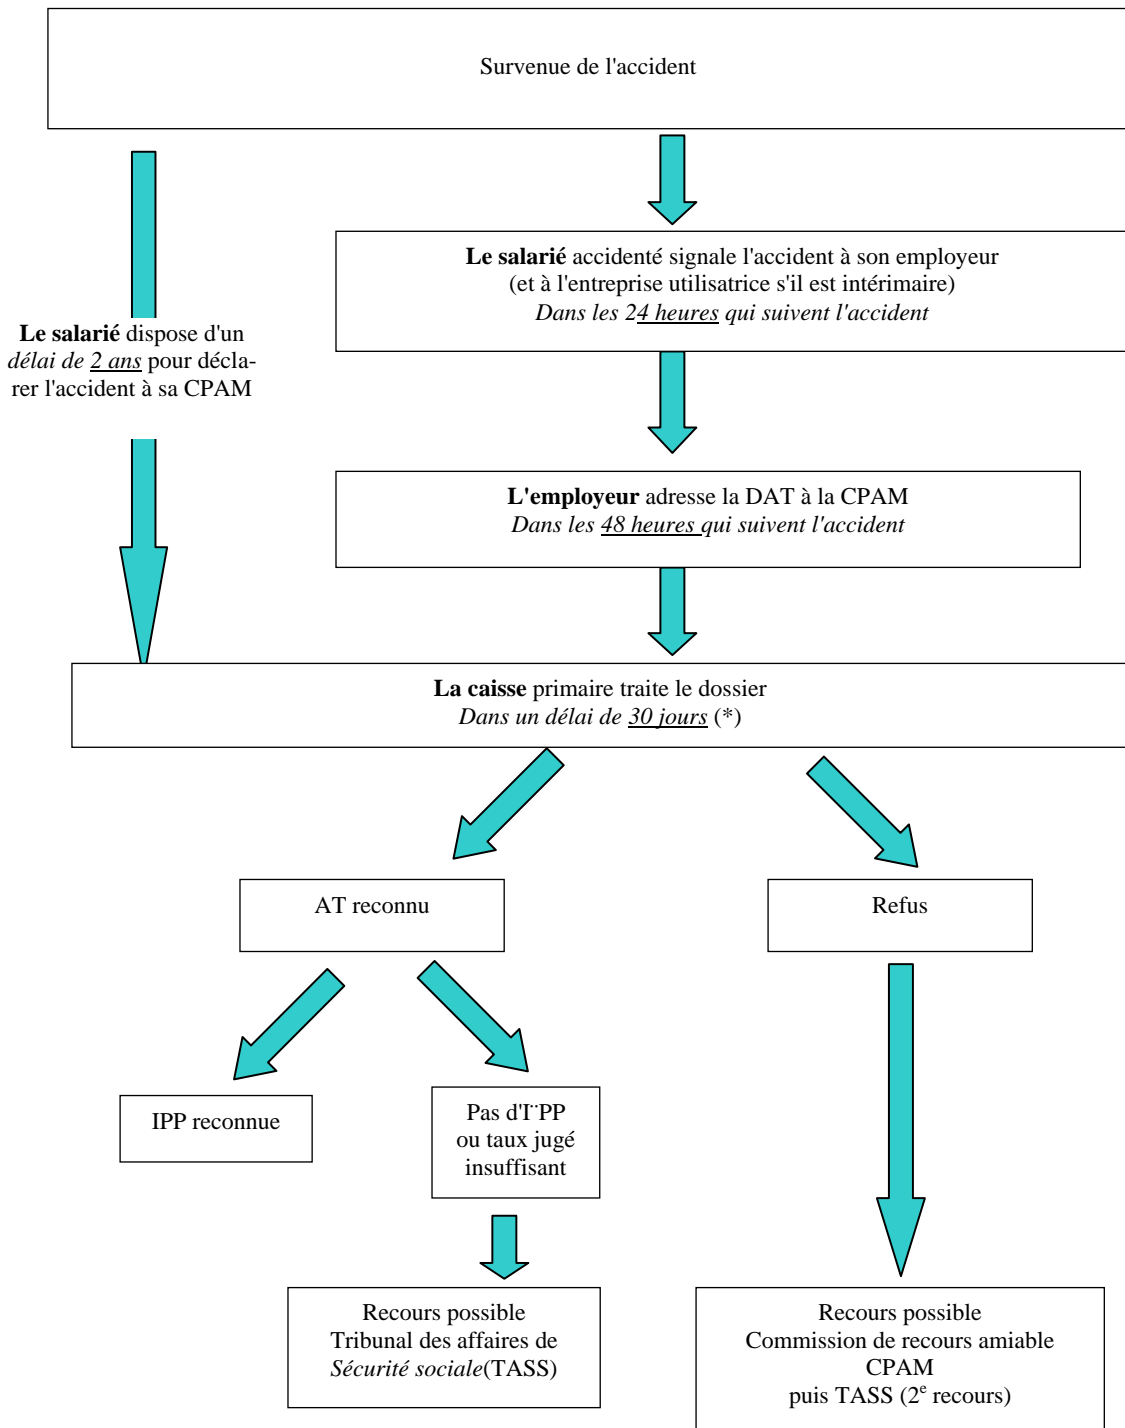 Survenue de l'accident
Le salarié accidenté signale l'accident à son employeur
(et à l'entreprise utilisatrice s'il est intérimaire)
Dans les 24 heures qui suivent l'accident
Le salarié dispose d'un
délai de 2 ans pour décla-
rer l'accident à sa CPAM
L'employeur adresse la DAT à la CPAM
Dans les 48 heures qui suivent l'accident
La caisse primaire traite le dossier
Dans un délai de 30 jours (*)
AT reconnu
Refus
IPP reconnue
Pas d'I¨PP
ou taux jugé
insuffisant
Recours possible
Tribunal des affaires de
Sécurité sociale(TASS)
Recours possible
Commission de recours amiable
CPAM
puis TASS (2e recours)